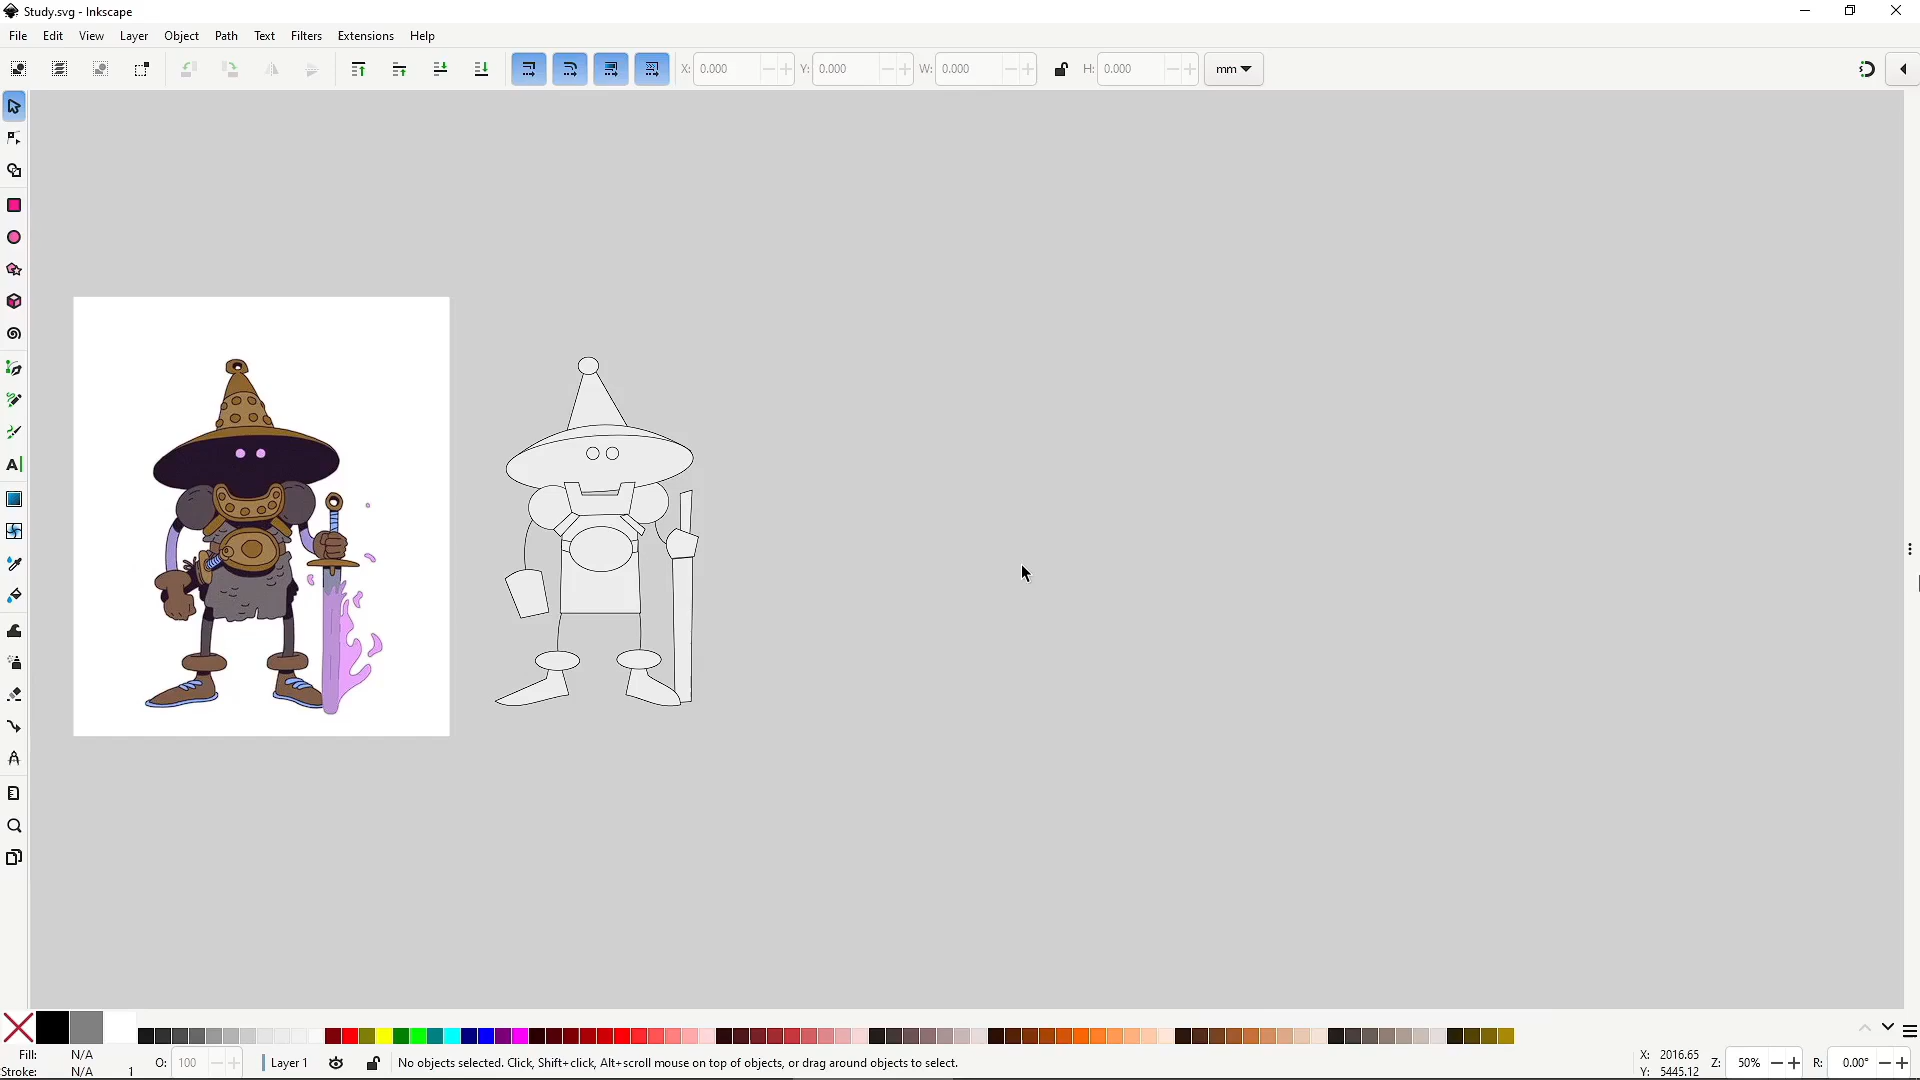 Study.svg - Inkscape
File Edit View Layer Object Path Text Filters Extensions Help
X: 0.000 Y: 0.000 W: 0.000 H: 0.000 mm
A
Fill: N/A
Stroke: N/A 1
O: 100
Layer 1
No objects selected. Click, Shift+click, Alt+scroll mouse on top of objects, or drag around objects to select.
X: 2016.65
Y: 5445.12
Z: 50%
R: 0.00°